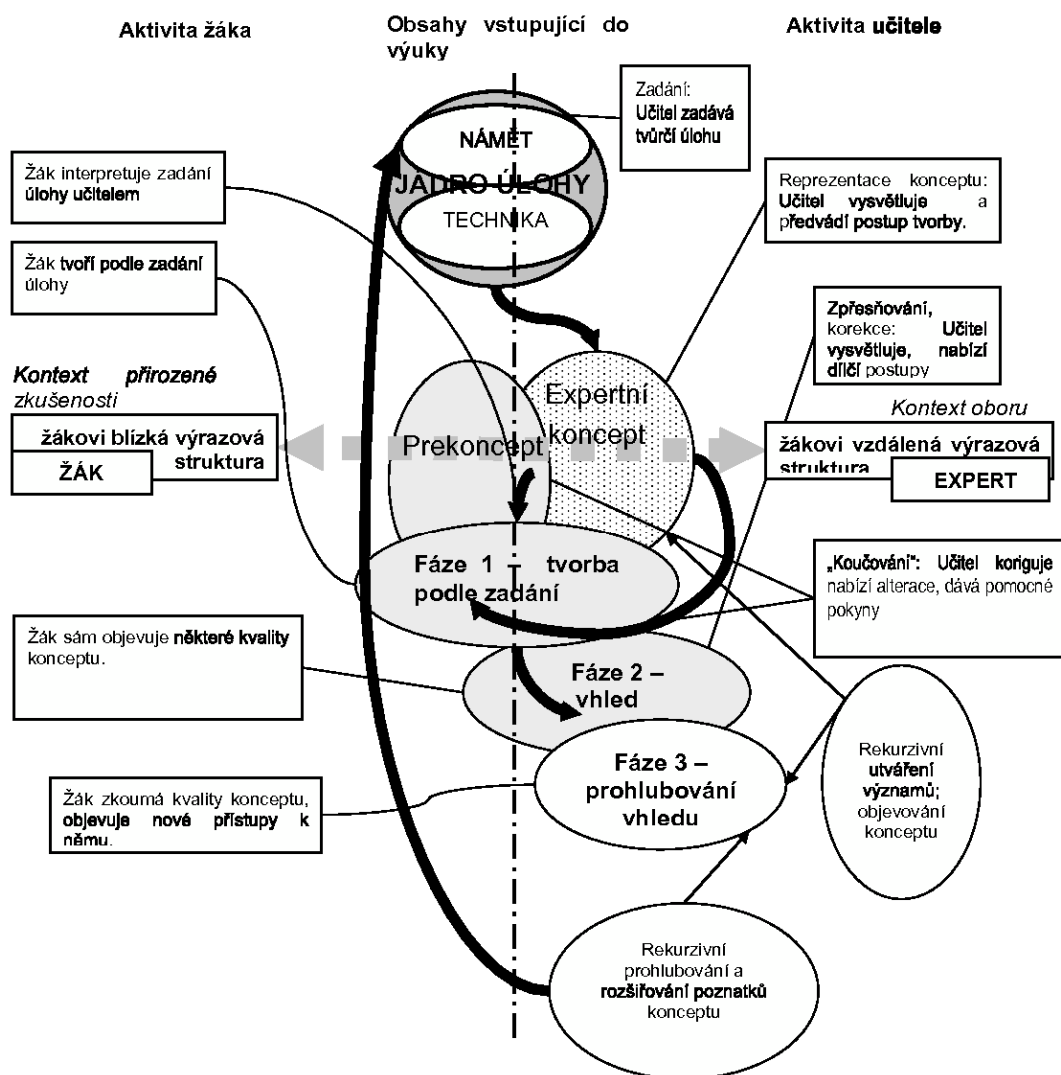 Aktivita žáka
Obsahy vstupující do
výuky
Aktivita učitele
Zadání:
Učitel zadává
tvůrčí úlohu
NÁMĚT
JÁDRO ÚLOHY
TECHNIKA
Žák interpretuje zadání
úlohy učitelem
Žák tvoří podle zadání
úlohy
Reprezentace konceptu:
Učitel vysvětluje a
předvádí postup tvorby.
Zpřesňování,
korekce: Učitel
vysvětluje, nabízí
dílčí postupy
Kontext přirozené
zkušenosti
žákovi blízká výrazová
struktura
ŽÁK
Prekoncept
Expertní
koncept
Kontext oboru
žákovi vzdálená výrazová
struktura
EXPERT
Fáze 1 – tvorba
podle zadání
„Koučování“: Učitel koriguje
nabízí alterace, dává pomocné
pokyny
Žák sám objevuje některé kvality
konceptu.
Fáze 2 –
vhled
Fáze 3 –
prohlubování
vhledu
Rekurzivní
utváření
významů;
objevování
konceptu
Žák zkoumá kvality konceptu,
objevuje nové přístupy k
němu.
Rekurzivní
prohlubování a
rozšiřování poznatků
konceptu